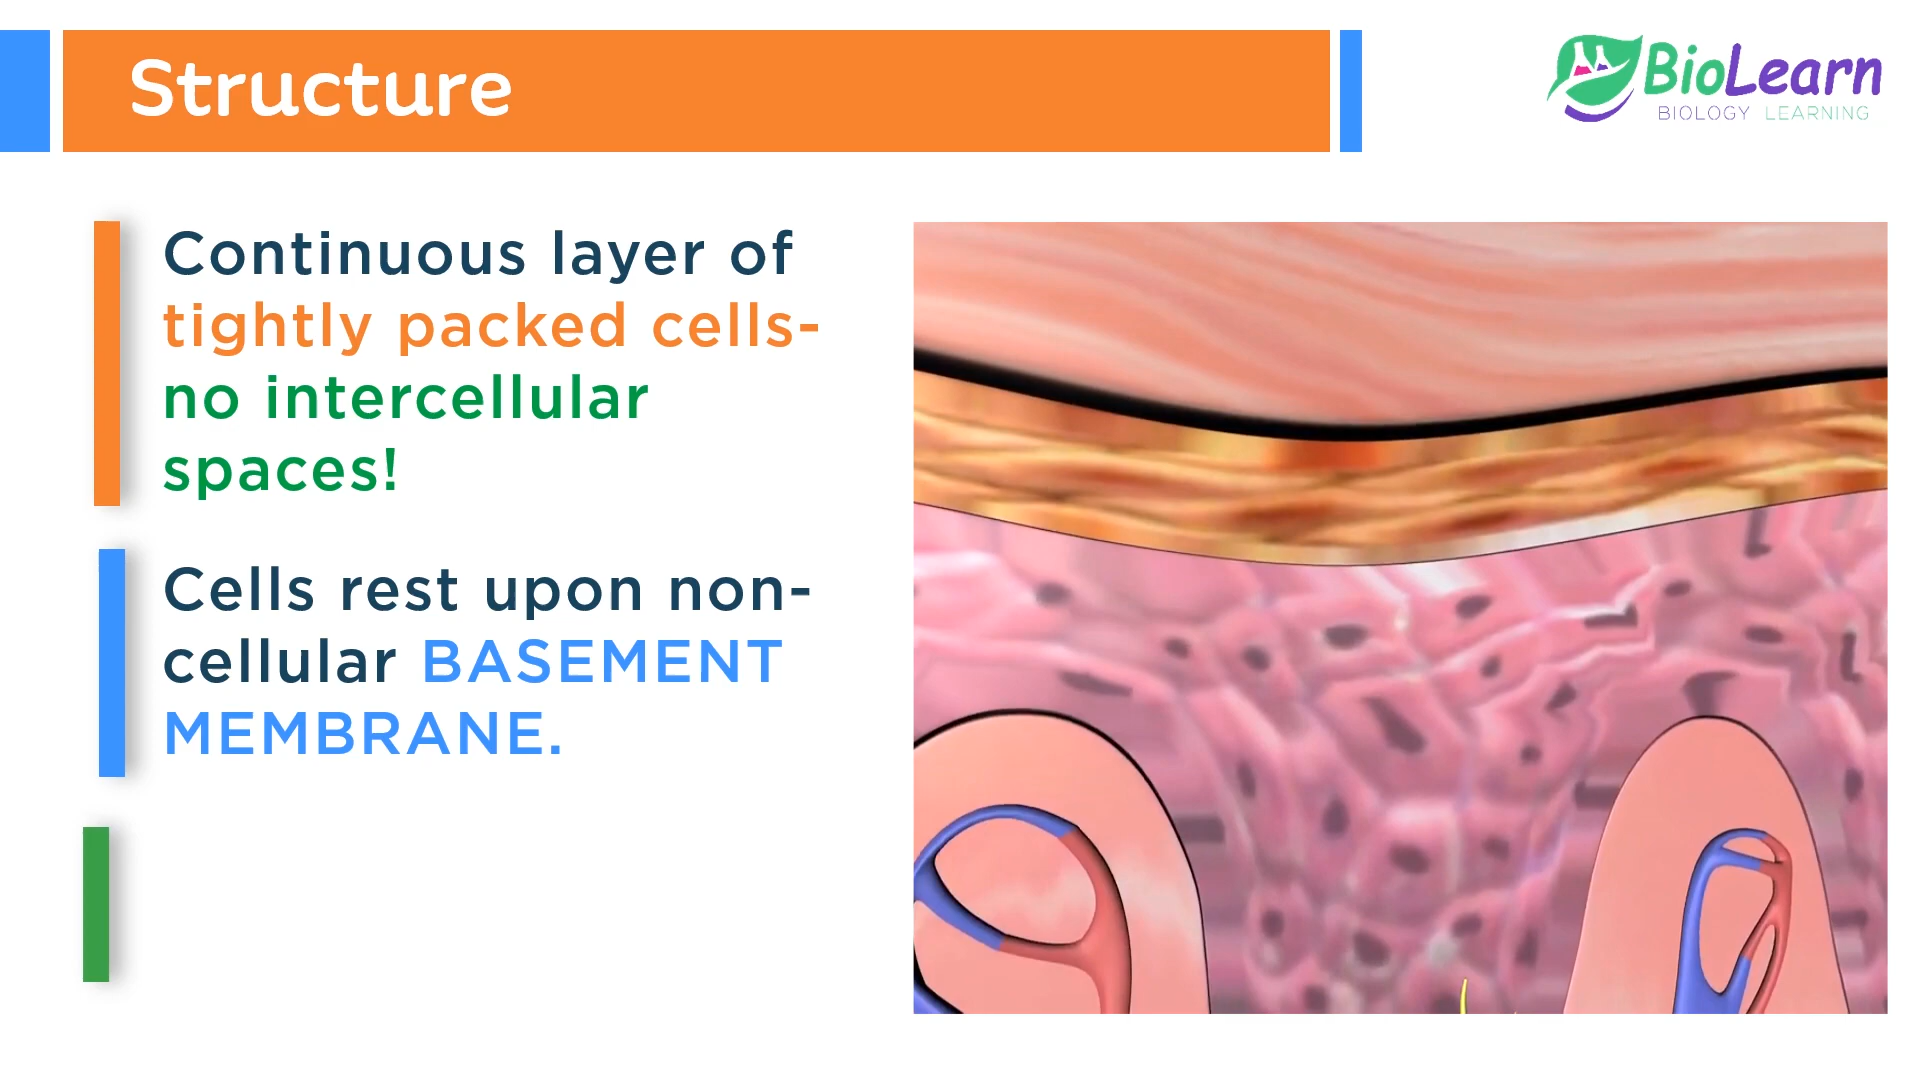 Structure
BioLearn
BIOLOGY LEARNING
Continuous layer of
tightly packed cells-
no intercellular
spaces!
Cells rest upon non-
cellular BASEMENT
MEMBRANE.